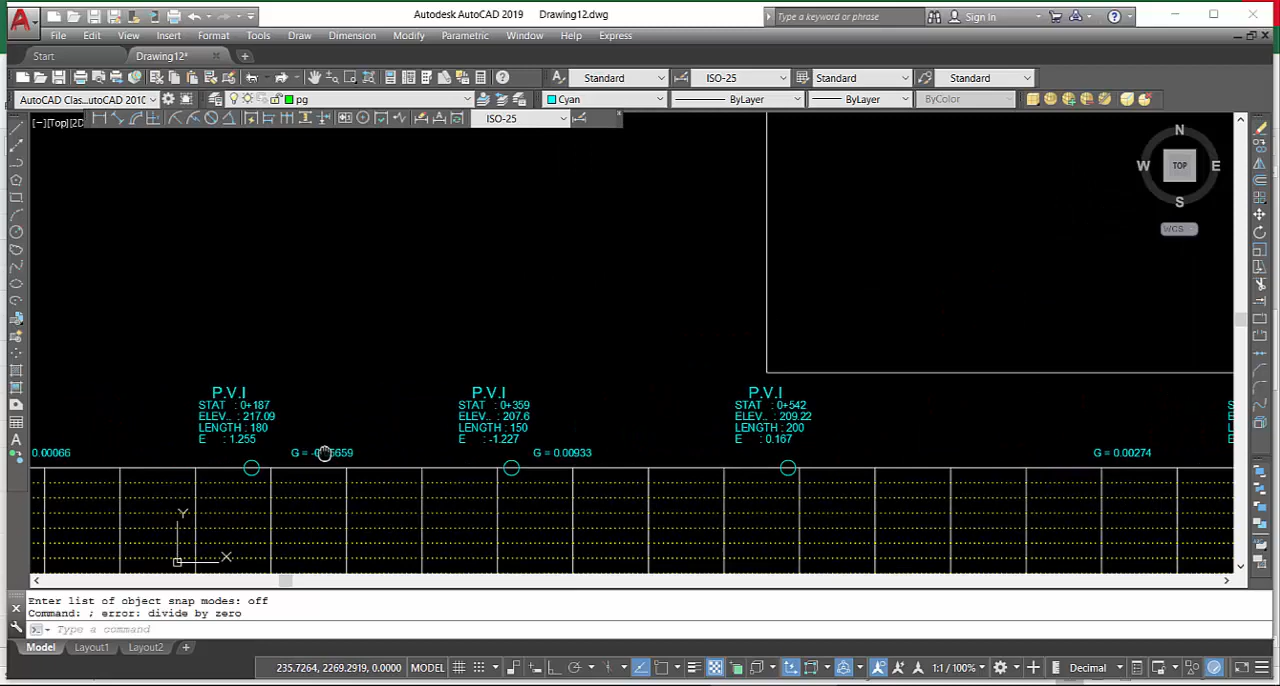 Autodesk AutoCAD 2019 Drawing12.dwg
Type a keyword or phrase
Sign In
File Edit View Insert Format Tools Draw Dimension Modify Parametric Window Help Express
Start Drawing12*
Standard ISO-25 Standard Standard
AutoCAD Clas...utoCAD 2010 pg Cyan ByLayer ByLayer ByColor
[−][Top][2D ISO-25
N
W TOP E
S
WCS
P.V.I
STAT : 0+187
ELEV.. : 217.09
LENGTH : 180
E : 1.255
P.V.I
STAT : 0+359
ELEV.. : 207.6
LENGTH : 150
E : -1.227
P.V.I
STAT : 0+542
ELEV.. : 209.22
LENGTH : 200
E : 0.167
0.00066
G = 0.00933
G = 0.00274
Y
X
Enter list of object snap modes: off
Command: ; error: divide by zero
Type a command
Model Layout1 Layout2 +
235.7264, 2269.2919, 0.0000 MODEL 1:1 / 100% Decimal